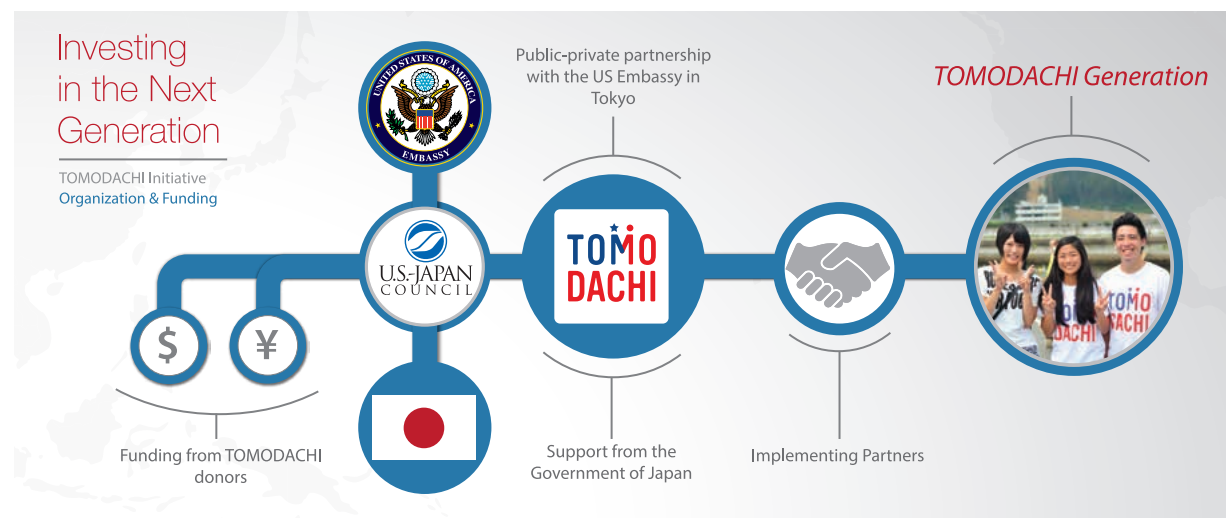 Investing
in the Next
Generation
TOMODACHI Initiative
Organization & Funding
UNITED STATES OF AMERICA
EMBASSY
U.S.-JAPAN
COUNCIL
$
¥
Funding from TOMODACHI
donors
Public-private partnership
with the US Embassy in
Tokyo
TOMO
DACHI
Support from the
Government of Japan
Implementing Partners
TOMODACHI Generation
TOMO
DACHI
TOMO
DACHI